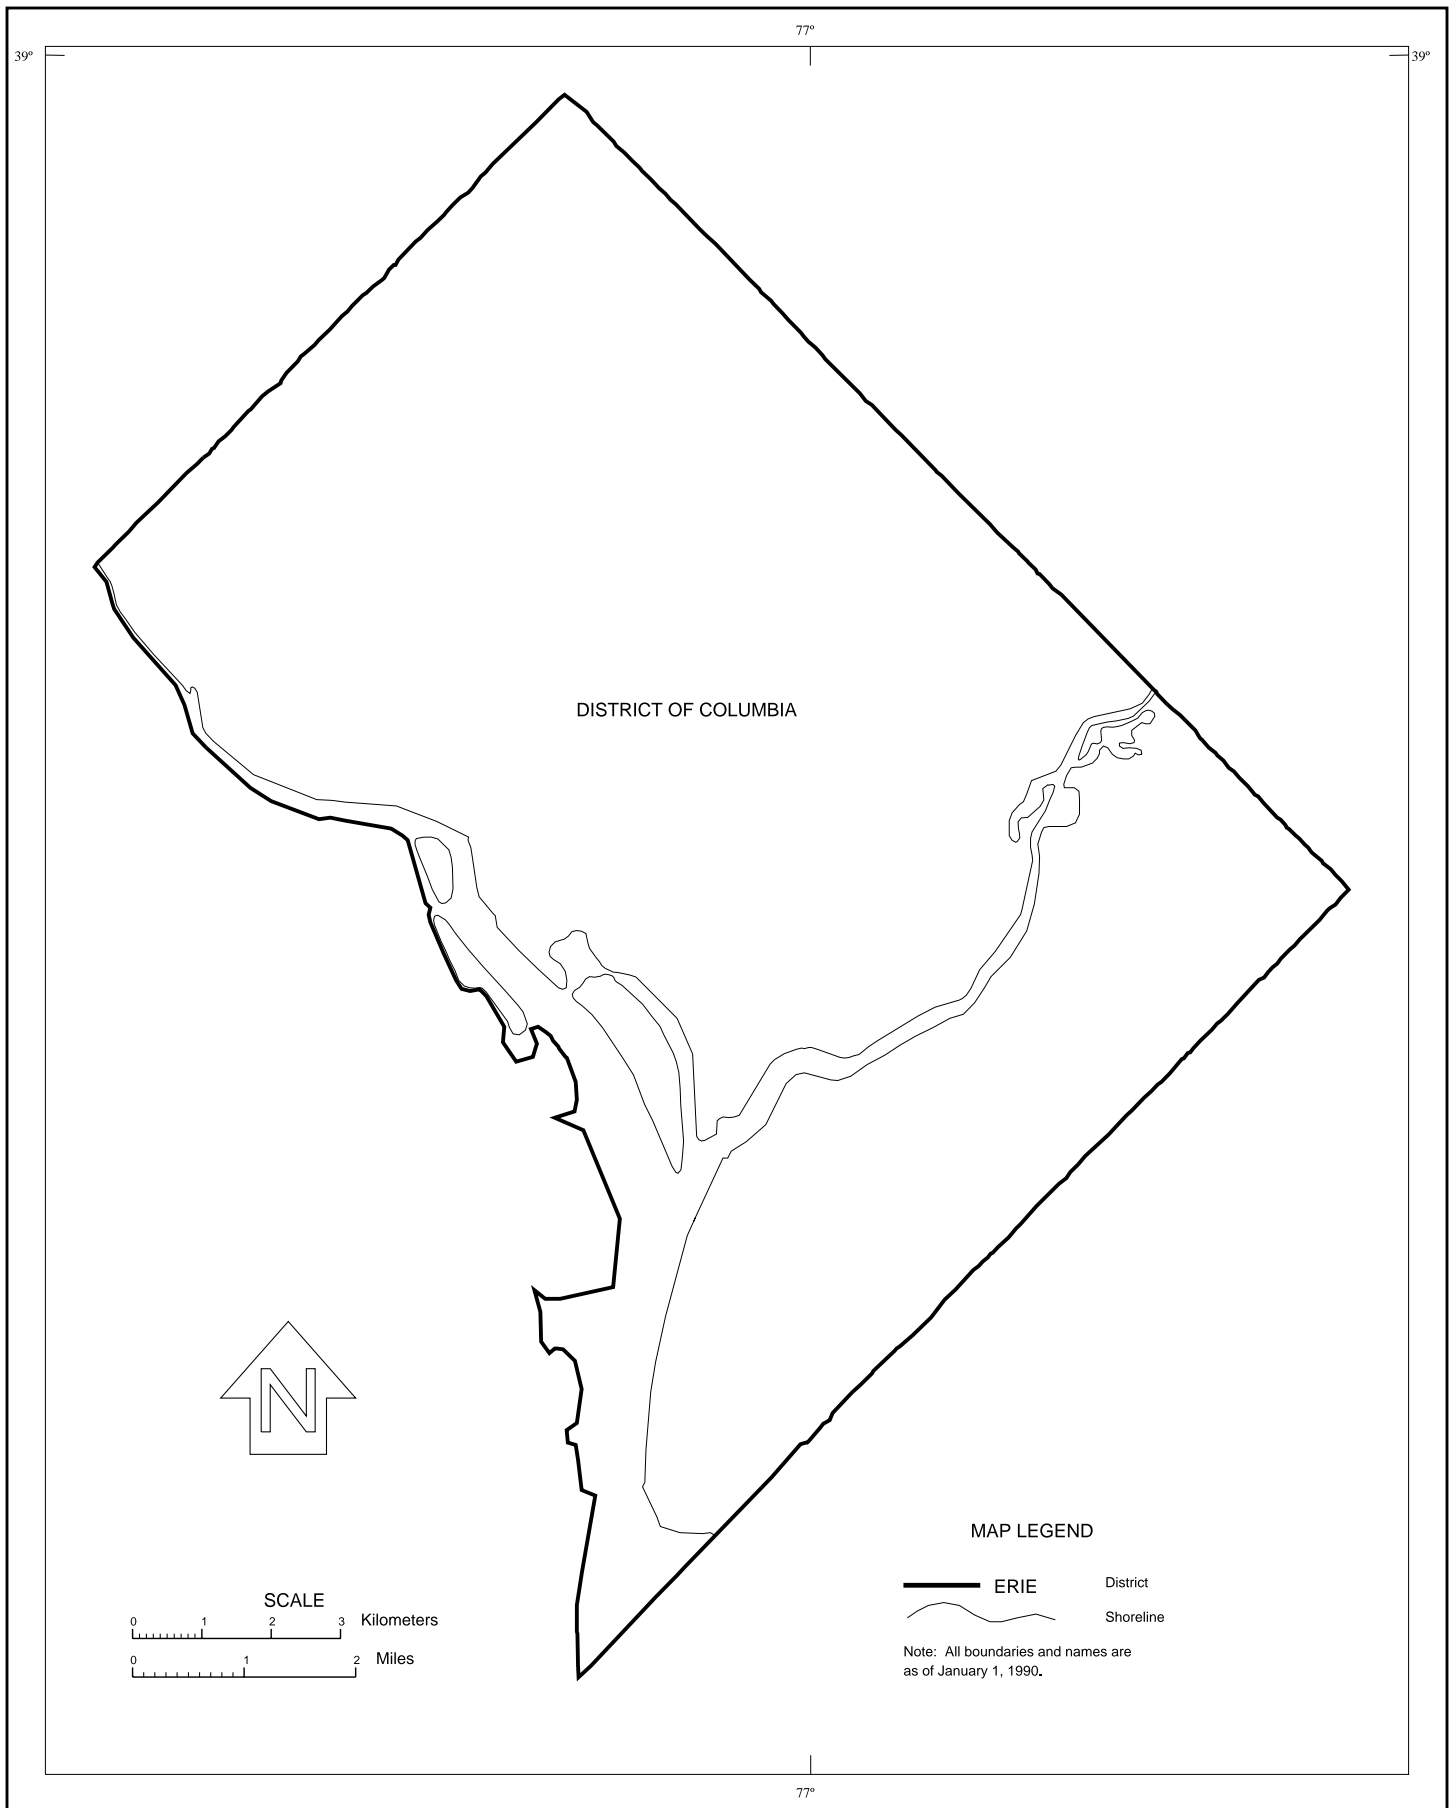 77°
39°
39°
DISTRICT OF COLUMBIA
N
MAP LEGEND
ERIE
District
Shoreline
Note: All boundaries and names are
as of January 1, 1990.
SCALE
0 1 2 3 Kilometers
0 1 2 Miles
77°